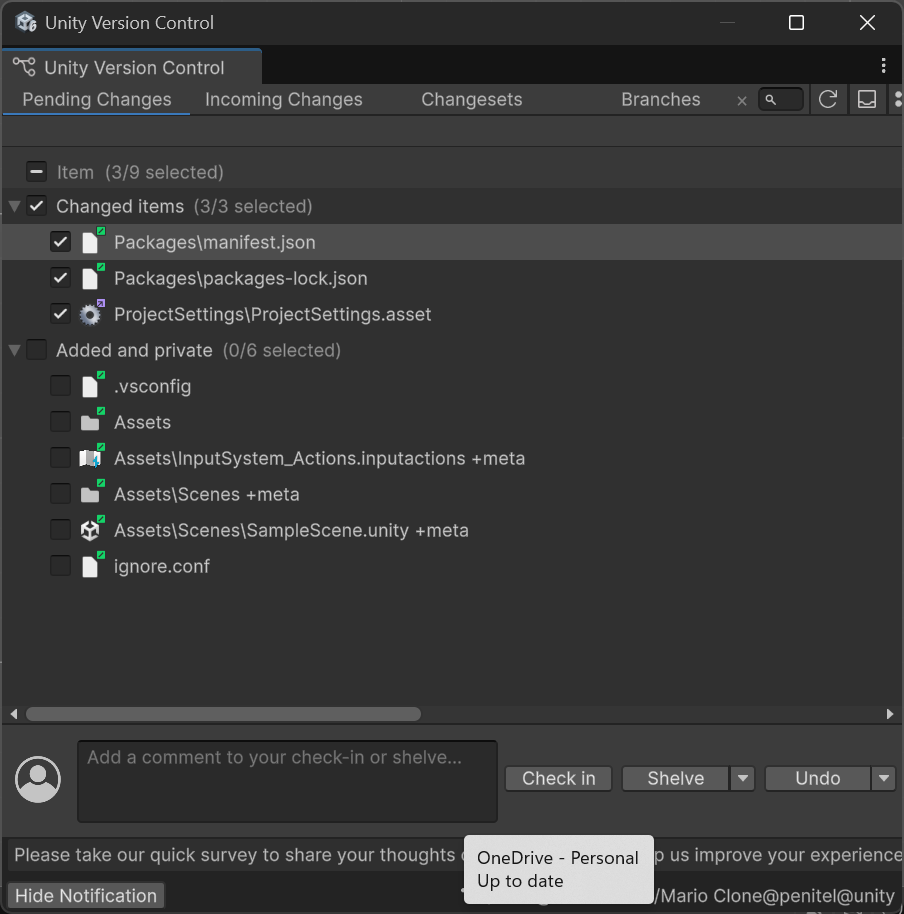 Unity Version Control
Unity Version Control
Pending Changes Incoming Changes Changesets Branches
Item (3/9 selected)
Changed items (3/3 selected)
Packages\manifest.json
Packages\packages-lock.json
ProjectSettings\ProjectSettings.asset
Added and private (0/6 selected)
.vsconfig
Assets
Assets\InputSystem_Actions.inputactions +meta
Assets\Scenes +meta
Assets\Scenes\SampleScene.unity +meta
ignore.conf
Add a comment to your check-in or shelve...
Check in Shelve Undo
Please take our quick survey to share your thoughts
p us improve your experience
OneDrive - Personal
Up to date
Hide Notification
/Mario Clone@penitel@unity